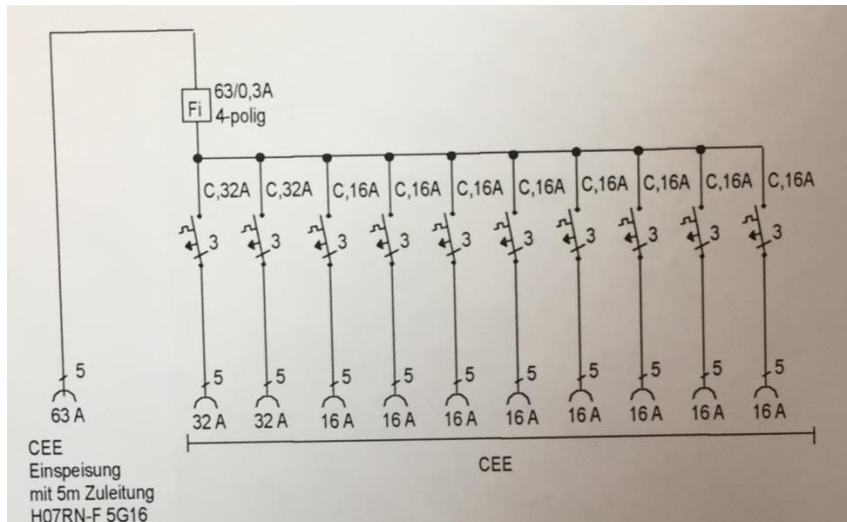 63/0,3A
Fi
4-polig
C,32A C,32A C,16A C,16A C,16A C,16A C,16A C,16A C,16A C,16A
3 3 3 3 3 3 3 3 3 3
5 5 5 5 5 5 5 5 5 5 5
63 A 32 A 32 A 16 A 16 A 16 A 16 A 16 A 16 A 16 A 16 A
CEE
CEE
Einspeisung
mit 5m Zuleitung
H07RN-F 5G16